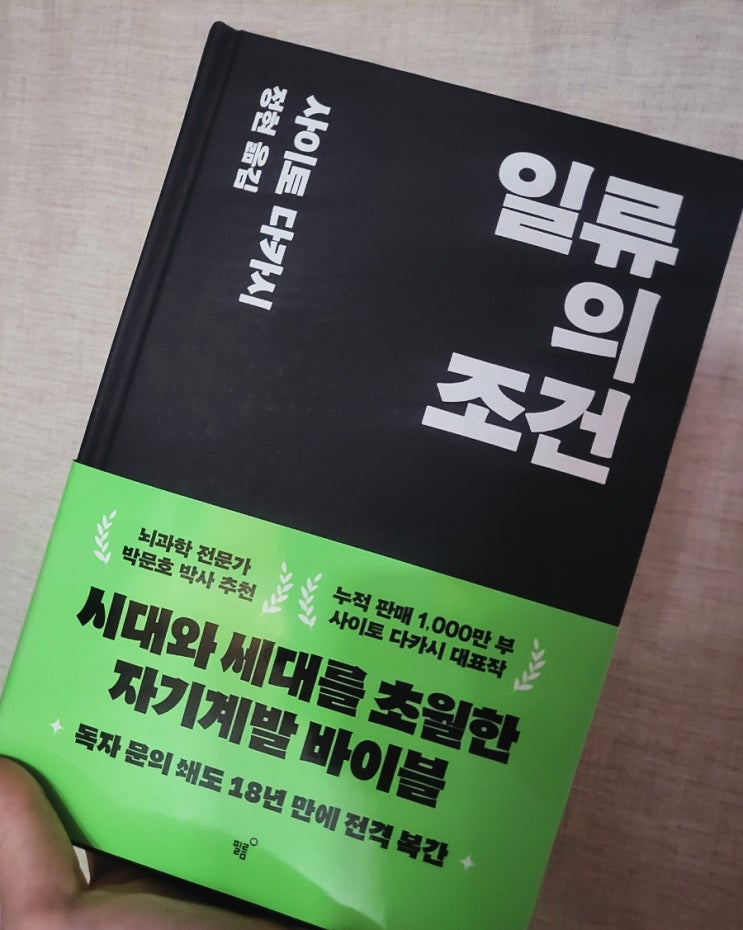 일류
의
조건
사이토 다카시
정현 옮김
뇌과학 전문가
박문호 박사 추천
누적 판매 1,000만 부
사이토 다카시 대표작
시대와 세대를 초월한
자기계발 바이블
독자 문의 쇄도 18년 만에 전격 복간
필름